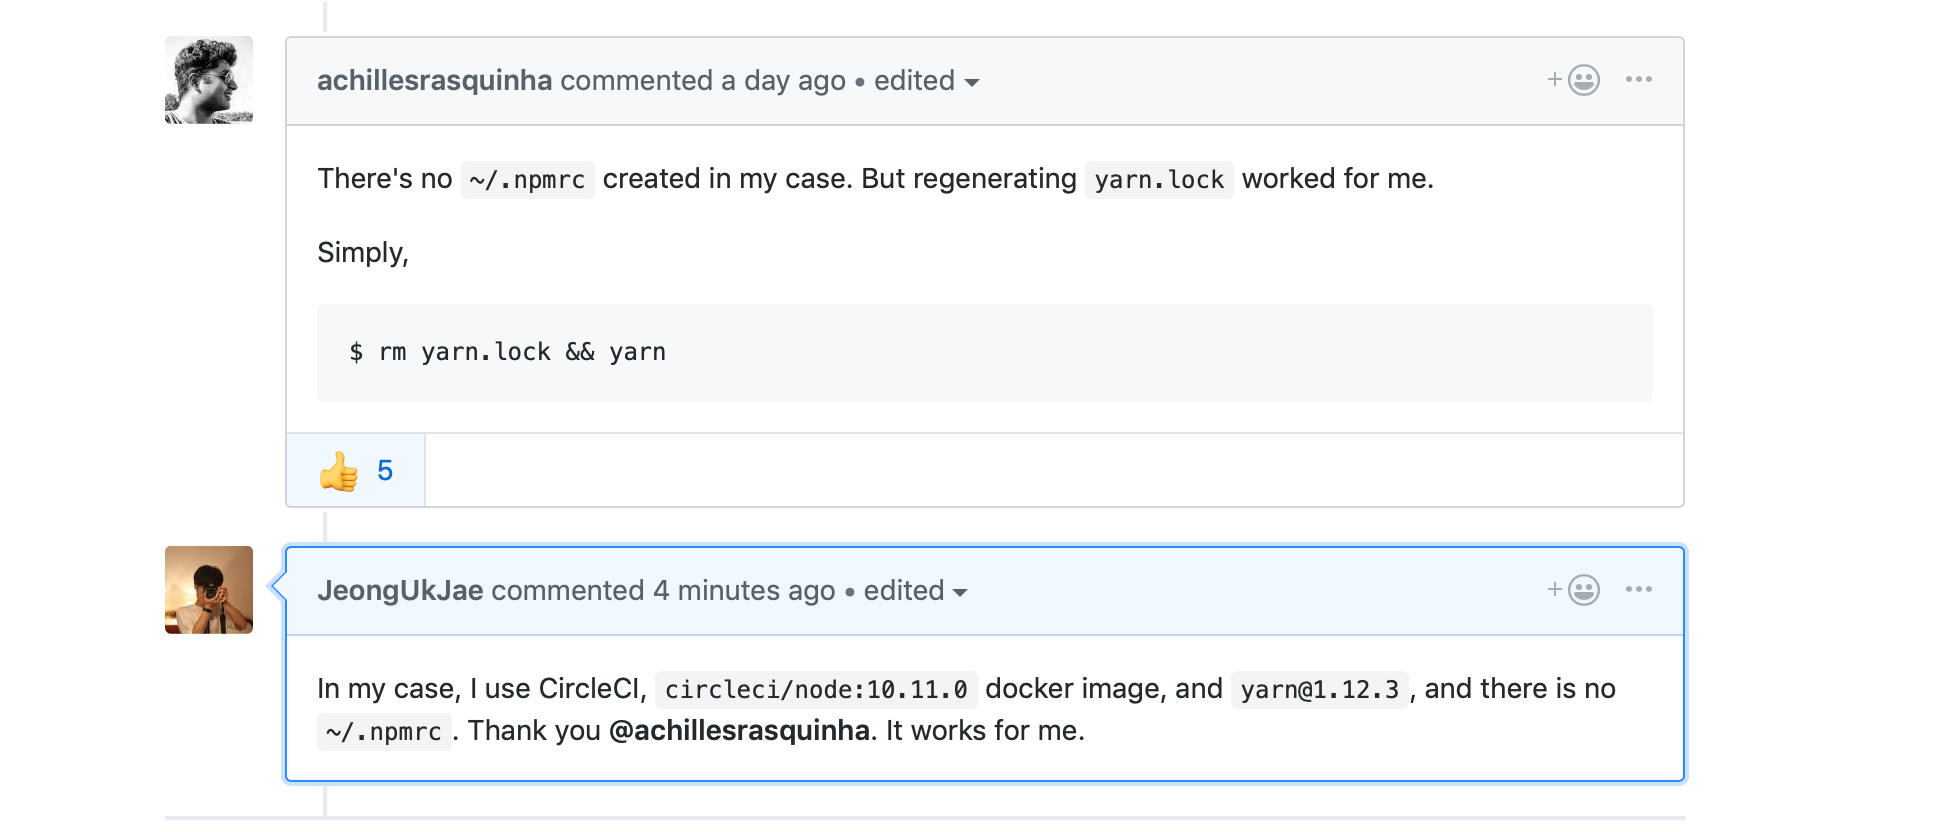 achillesrasquinha commented a day ago • edited
There's no ~/.npmrc created in my case. But regenerating yarn.lock worked for me.
Simply,
$ rm yarn.lock && yarn
👍 5
JeongUkJae commented 4 minutes ago • edited
In my case, I use CircleCI, circleci/node:10.11.0 docker image, and yarn@1.12.3, and there is no
~/.npmrc. Thank you @achillesrasquinha. It works for me.